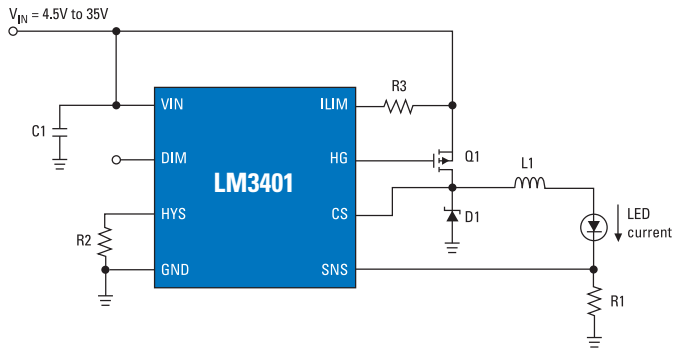 V_IN = 4.5V to 35V
C1
VIN
ILIM
R3
DIM
HG
Q1
LM3401
L1
HYS
CS
D1
LED
current
R2
GND
SNS
R1